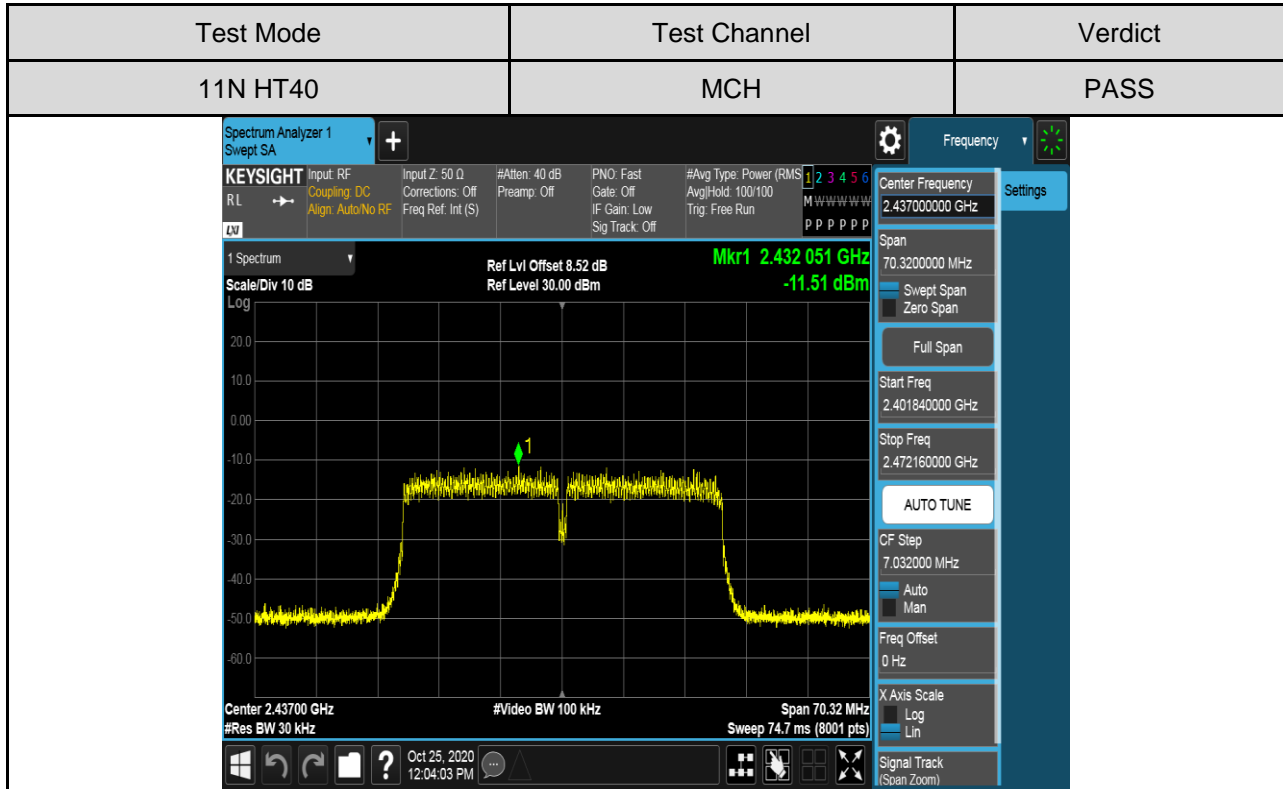 Test Mode Test Channel Verdict
11N HT40 MCH PASS
Spectrum Analyzer 1
Swept SA
+
Frequency
KEYSIGHT
RL
LXI
Input: RF
Coupling: DC
Align: Auto/No RF
Input Z: 50 Ω
Corrections: Off
Freq Ref: Int (S)
#Atten: 40 dB
Preamp: Off
PNO: Fast
Gate: Off
IF Gain: Low
Sig Track: Off
#Avg Type: Power (RMS
Avg|Hold: 100/100
Trig: Free Run
1 2 3 4 5 6
M W W W W W
P P P P P P
1 Spectrum
Scale/Div 10 dB
Log
Ref Lvl Offset 8.52 dB
Ref Level 30.00 dBm
Mkr1 2.432 051 GHz
-11.51 dBm
20.0
10.0
0.00
-10.0
-20.0
-30.0
-40.0
-50.0
-60.0
1
Center 2.43700 GHz
#Res BW 30 kHz
#Video BW 100 kHz
Span 70.32 MHz
Sweep 74.7 ms (8001 pts)
Settings
Center Frequency
2.437000000 GHz
Span
70.3200000 MHz
Swept Span
Zero Span
Full Span
Start Freq
2.401840000 GHz
Stop Freq
2.472160000 GHz
AUTO TUNE
CF Step
7.032000 MHz
Auto
Man
Freq Offset
0 Hz
X Axis Scale
Log
Lin
Signal Track
(Span Zoom)
?
Oct 25, 2020
12:04:03 PM